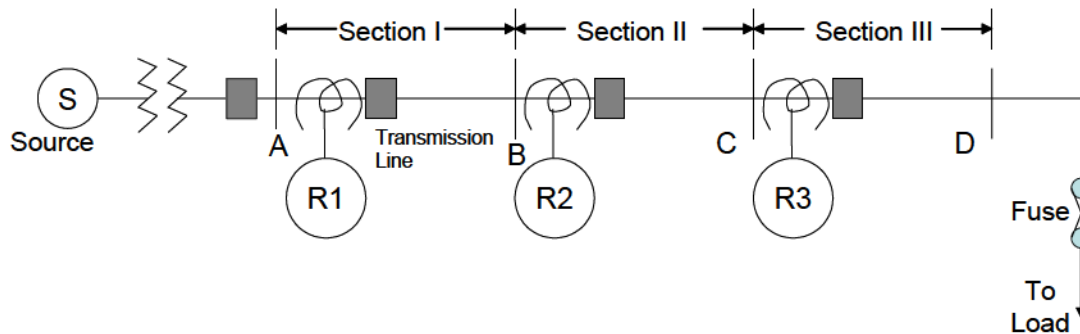 Section I
Section II
Section III
S
Source
A
Transmission
Line
B
C
D
R1
R2
R3
Fuse
To
Load